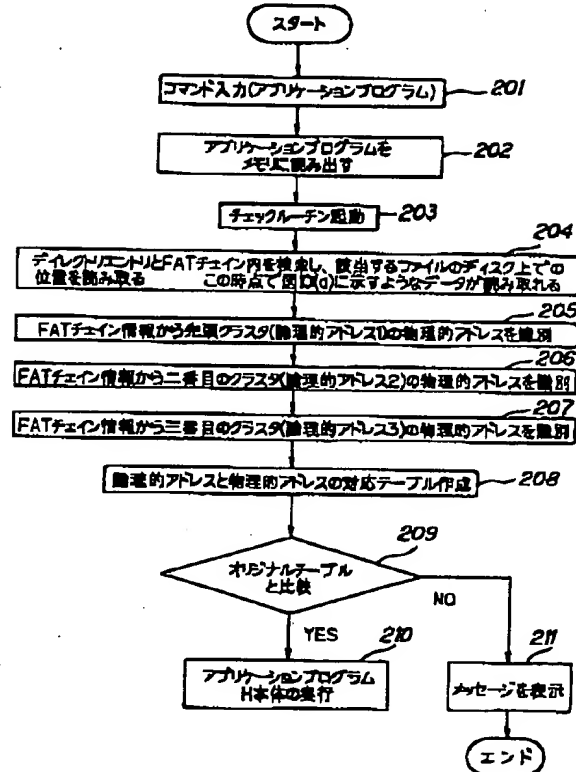 スタート
コマンド入力(アプリケーションプログラム)
201
アプリケーションプログラムを
メモリに読み出す
202
チェックルーチン起動
203
204
ディレクトリエントリとFATチェイン内を検索し、該当するファイルのディスク上での
位置を読み取る この時点で図10(a)に示すようなデータが読み取れる
205
FATチェイン情報から先頭クラスタ(論理的アドレス1)の物理的アドレスを識別
206
FATチェイン情報から二番目のクラスタ(論理的アドレス2)の物理的アドレスを識別
207
FATチェイン情報から三番目のクラスタ(論理的アドレス3)の物理的アドレスを識別
論理的アドレスと物理的アドレスの対応テーブル作成
208
209
オリジナルテーブル
と比較
NO
YES
210
211
アプリケーションプログラム
H本体の実行
メッセージを表示
エンド